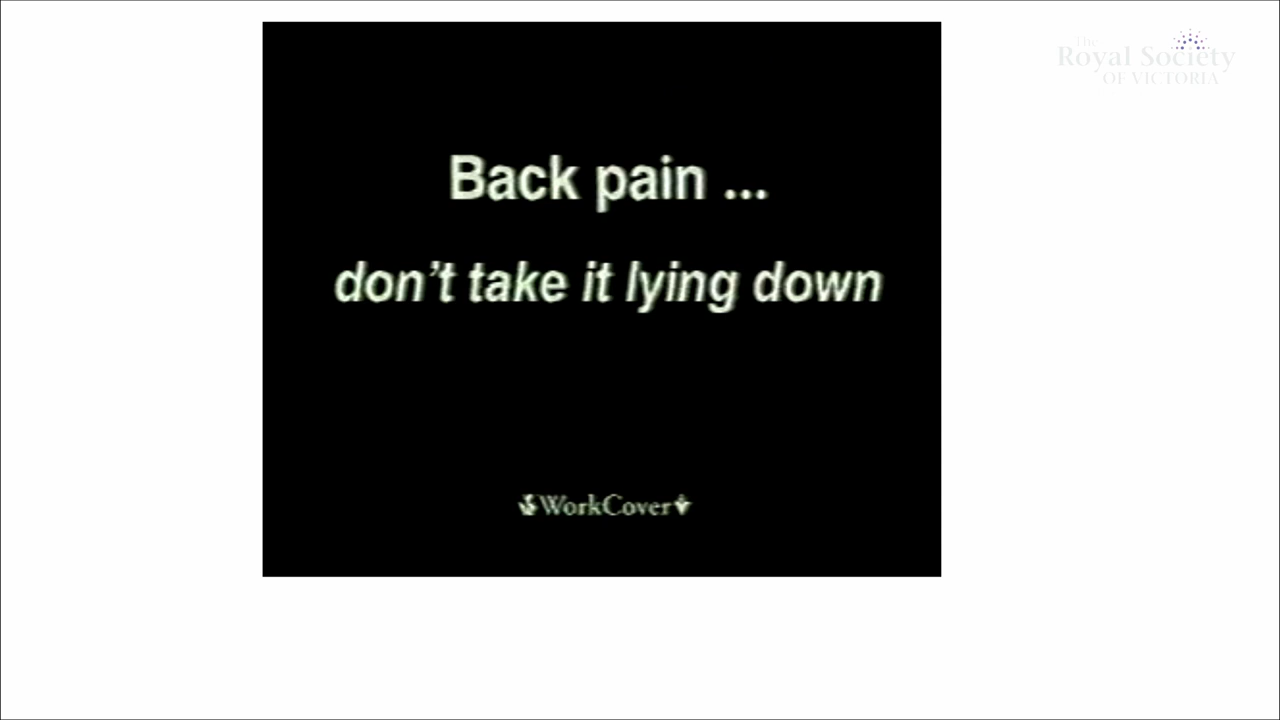 The
Royal Society
OF VICTORIA
Back pain ...
don't take it lying down
WorkCover